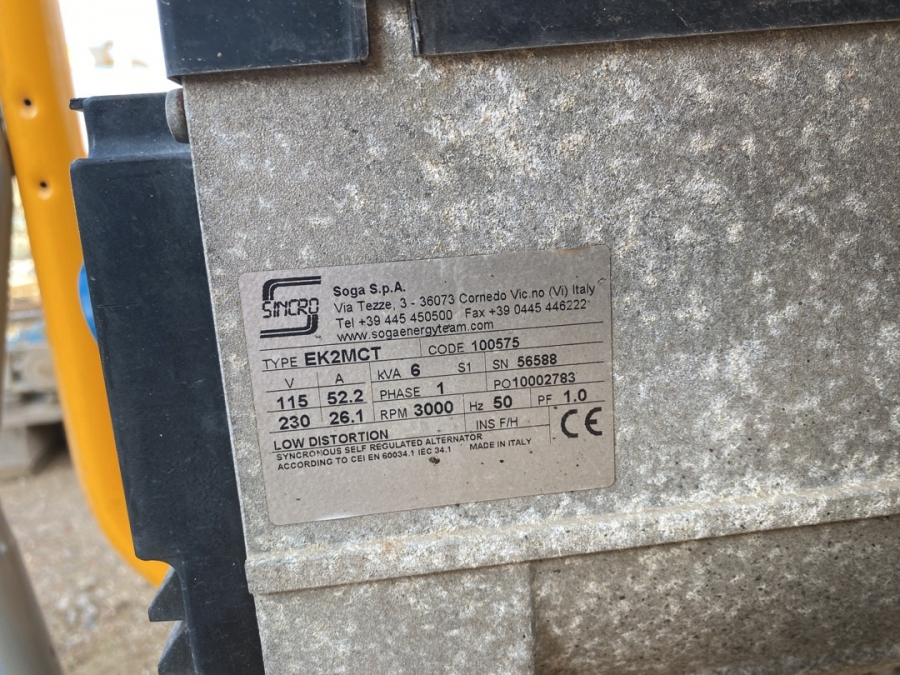 SINCRO
Soga S.p.A.
Via Tezze, 3 - 36073 Cornedo Vic.no (Vi) Italy
Tel +39 445 450500 Fax +39 0445 446222
www.sogaenergyteam.com
TYPE EK2MCT CODE 100575
V A KVA 6 S1 SN 56588
115 52.2 PHASE 1 PO10002783
230 26.1 RPM 3000 Hz 50 PF 1.0
LOW DISTORTION INS F/H CE
SYNCRONOUS SELF REGULATED ALTERNATOR MADE IN ITALY
ACCORDING TO CEI EN 60034.1 IEC 34.1